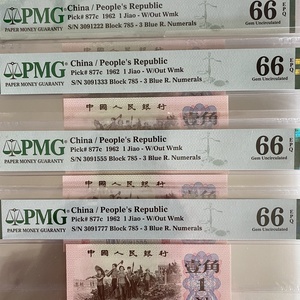 PMG
PAPER MONEY GUARANTY
China / People's Republic
Pick# 877c 1962 1 Jiao - W/Out Wmk
S/N 3091222 Block 785 - 3 Blue R. Numerals
66 EPQ
Gem Uncirculated
PMG
PAPER MONEY GUARANTY
China / People's Republic
Pick# 877c 1962 1 Jiao - W/Out Wmk
S/N 3091333 Block 785 - 3 Blue R. Numerals
66 EPQ
Gem Uncirculated
中国人民银行
PMG
PAPER MONEY GUARANTY
China / People's Republic
Pick# 877c 1962 1 Jiao - W/Out Wmk
S/N 3091555 Block 785 - 3 Blue R. Numerals
66 EPQ
Gem Uncirculated
中国人民银行
PMG
PAPER MONEY GUARANTY
China / People's Republic
Pick# 877c 1962 1 Jiao - W/Out Wmk
S/N 3091777 Block 785 - 3 Blue R. Numerals
66 EPQ
Gem Uncirculated
中国人民银行
壹角
1